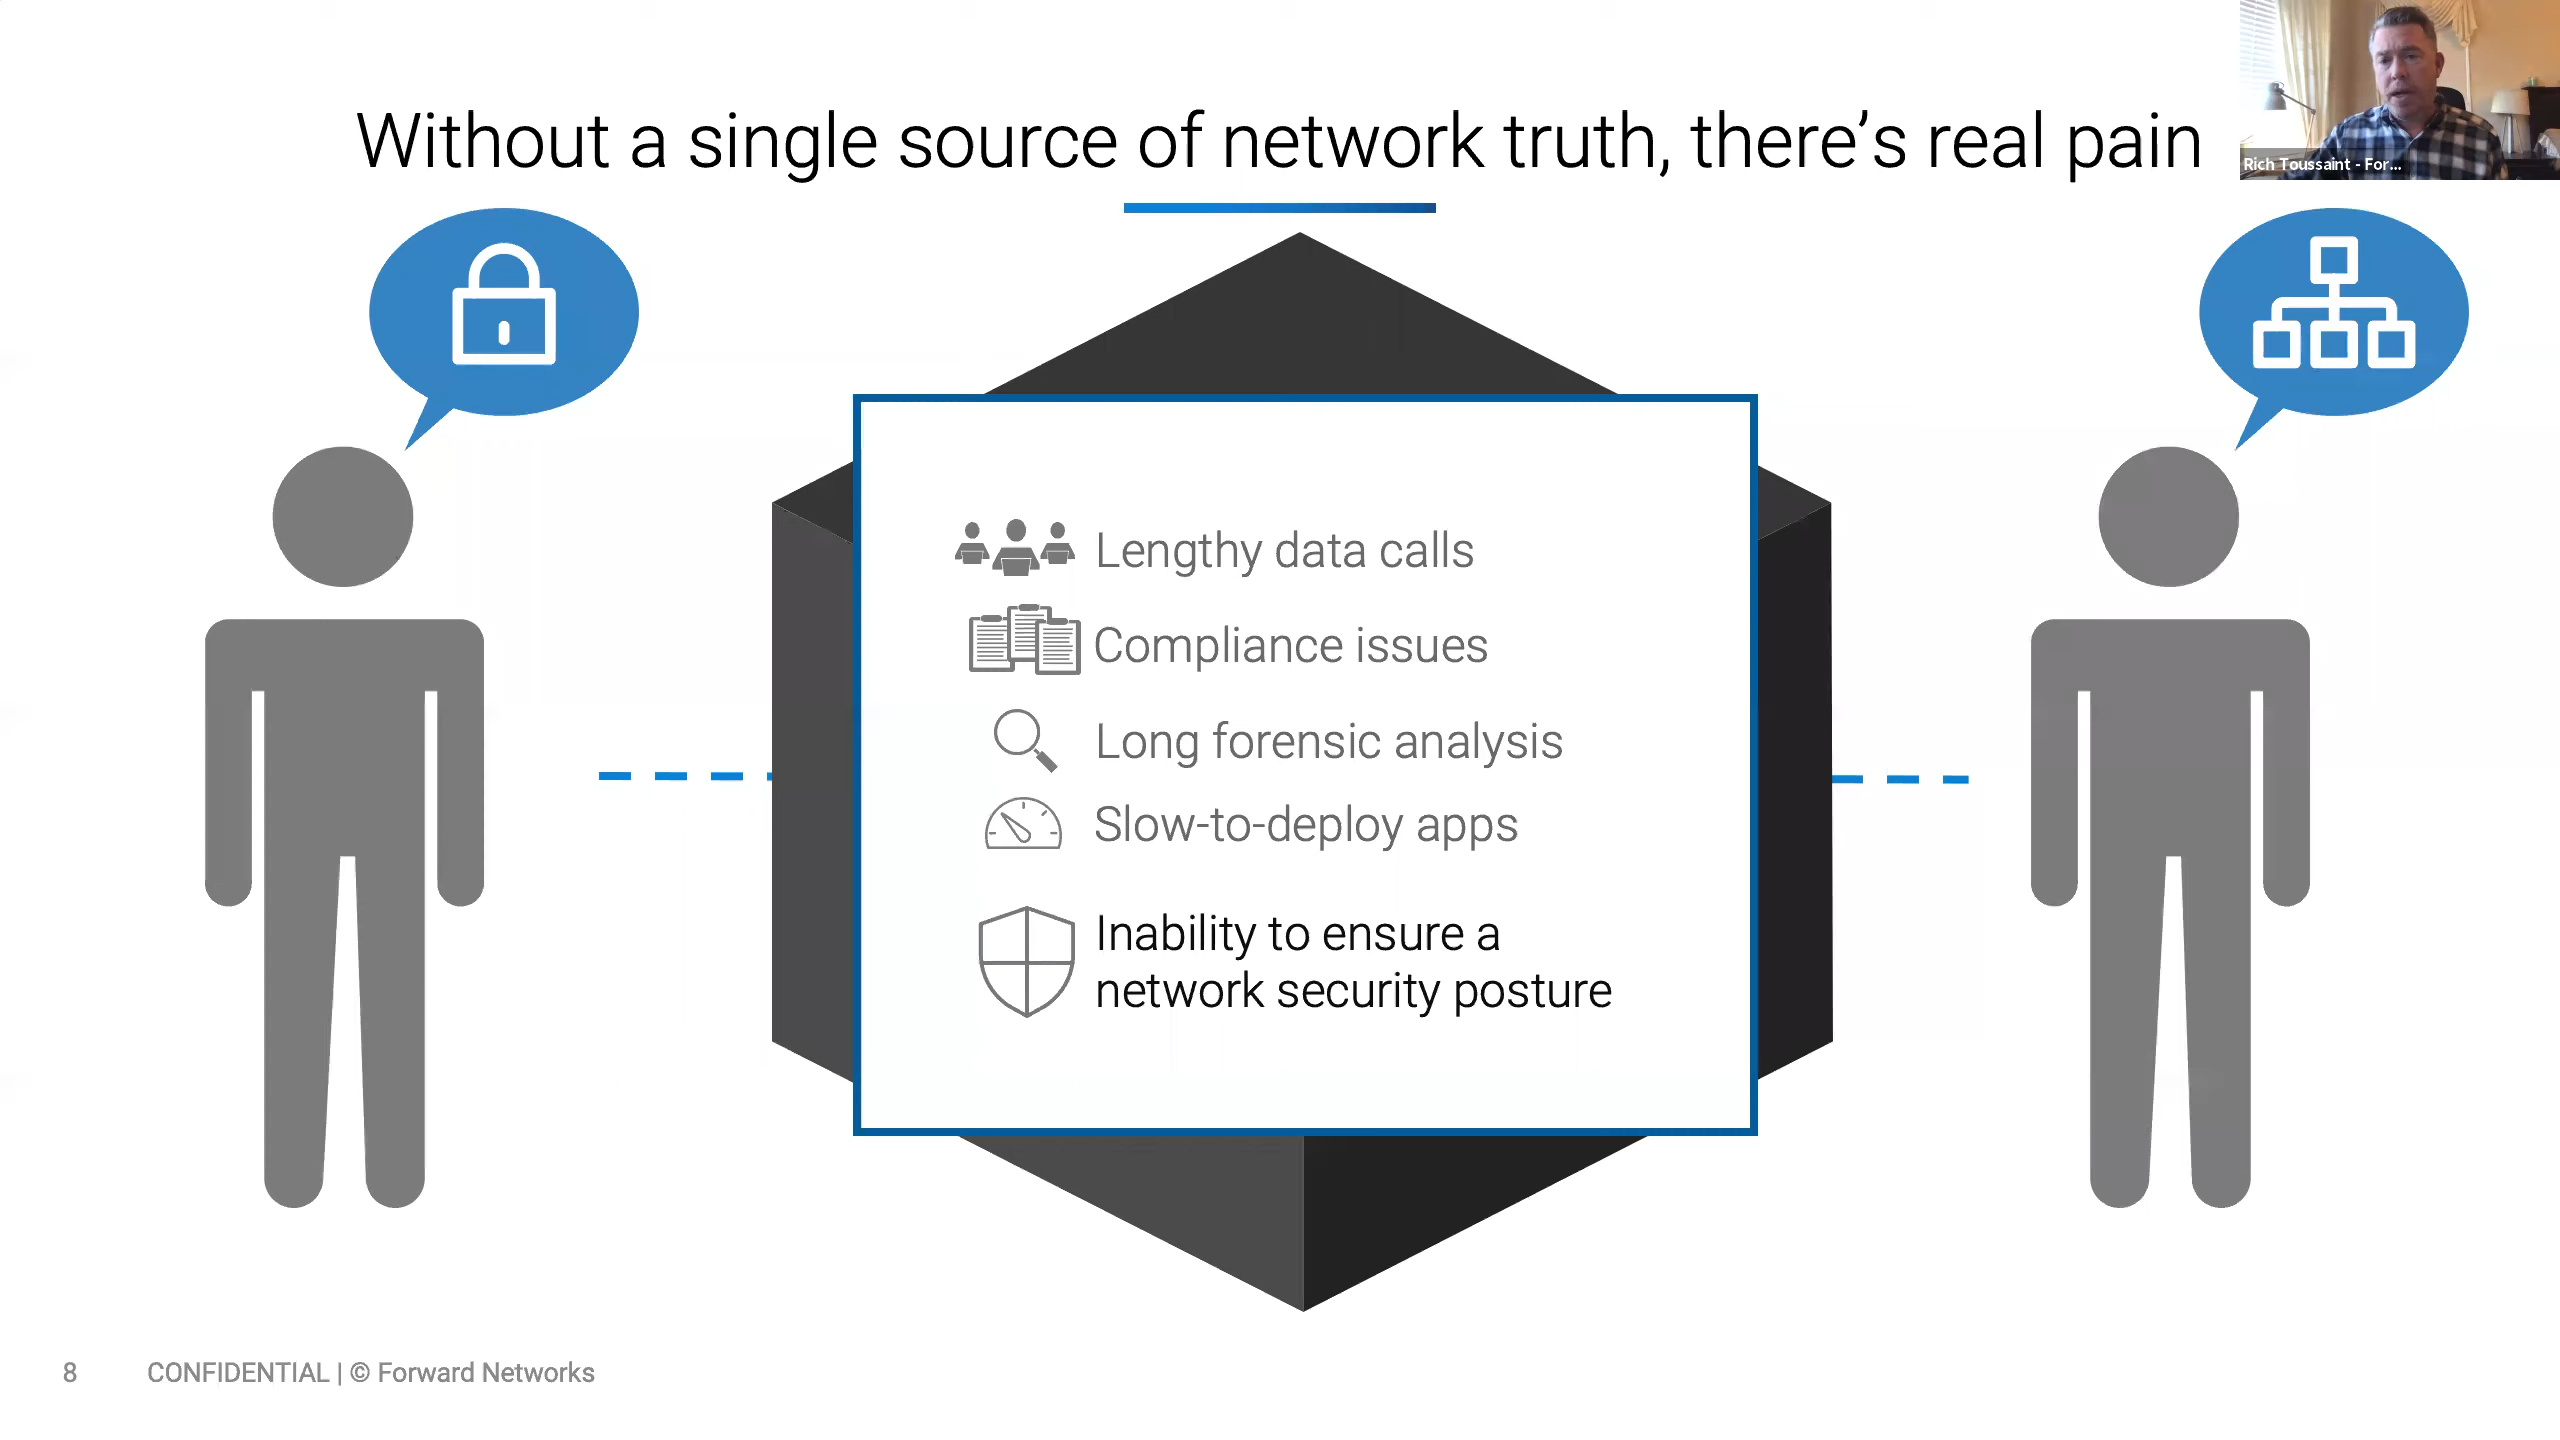 Without a single source of network truth, there’s real pain
Rich Toussaint - For...
Lengthy data calls
Compliance issues
Long forensic analysis
Slow-to-deploy apps
Inability to ensure a
network security posture
8 CONFIDENTIAL | © Forward Networks